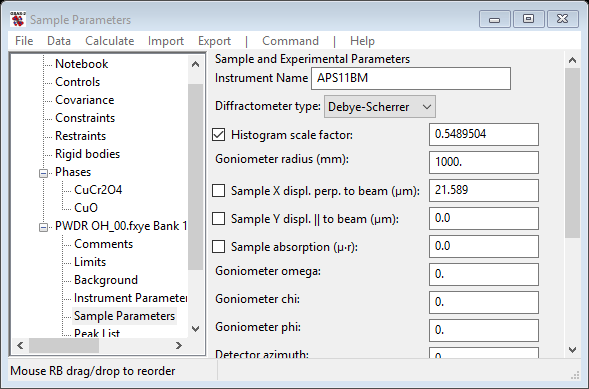 Sample Parameters
File Data Calculate Import Export | Command | Help
Notebook
Controls
Covariance
Constraints
Restraints
Rigid bodies
Phases
CuCr2O4
CuO
PWDR OH_00.fxye Bank 1
Comments
Limits
Background
Instrument Parameter
Sample Parameters
Peak List
Sample and Experimental Parameters
Instrument Name APS11BM
Diffractometer type: Debye-Scherrer
Histogram scale factor: 0.5489504
Goniometer radius (mm): 1000.
Sample X displ. perp. to beam (μm): 21.589
Sample Y displ. || to beam (μm): 0.0
Sample absorption (μ·r): 0.0
Goniometer omega: 0.
Goniometer chi: 0.
Goniometer phi: 0.
Detector azimuth: 0.
Mouse RB drag/drop to reorder